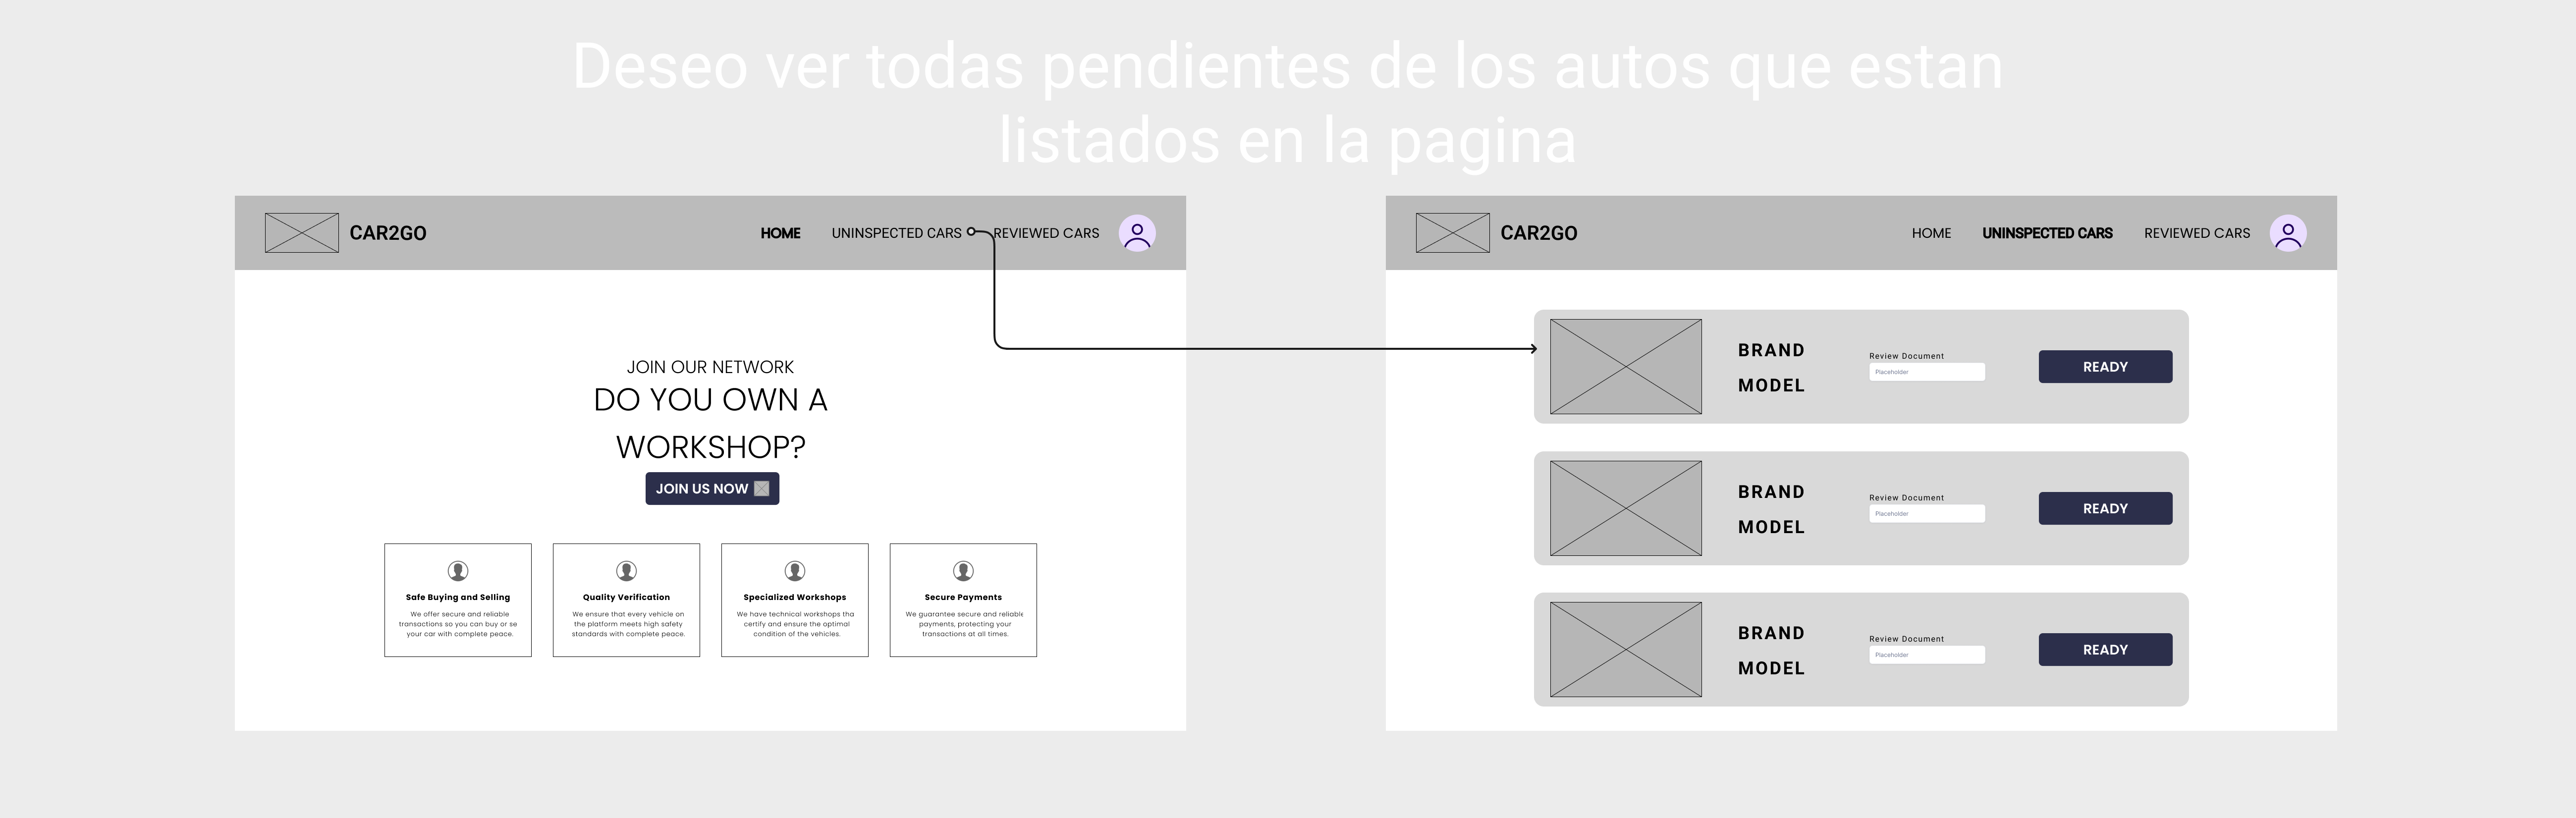 Deseo ver todas pendientes de los autos que estan
listados en la pagina
CAR2GO
HOME
UNINSPECTED CARS
REVIEWED CARS
JOIN OUR NETWORK
DO YOU OWN A
WORKSHOP?
JOIN US NOW
Safe Buying and Selling
We offer secure and reliable
transactions so you can buy or se
your car with complete peace.
Quality Verification
We ensure that every vehicle on
the platform meets high safety
standards with complete peace.
Specialized Workshops
We have technical workshops tha
certify and ensure the optimal
condition of the vehicles.
Secure Payments
We guarantee secure and reliable
payments, protecting your
transactions at all times.
CAR2GO
HOME
UNINSPECTED CARS
REVIEWED CARS
BRAND
MODEL
Review Document
Placeholder
READY
BRAND
MODEL
Review Document
Placeholder
READY
BRAND
MODEL
Review Document
Placeholder
READY